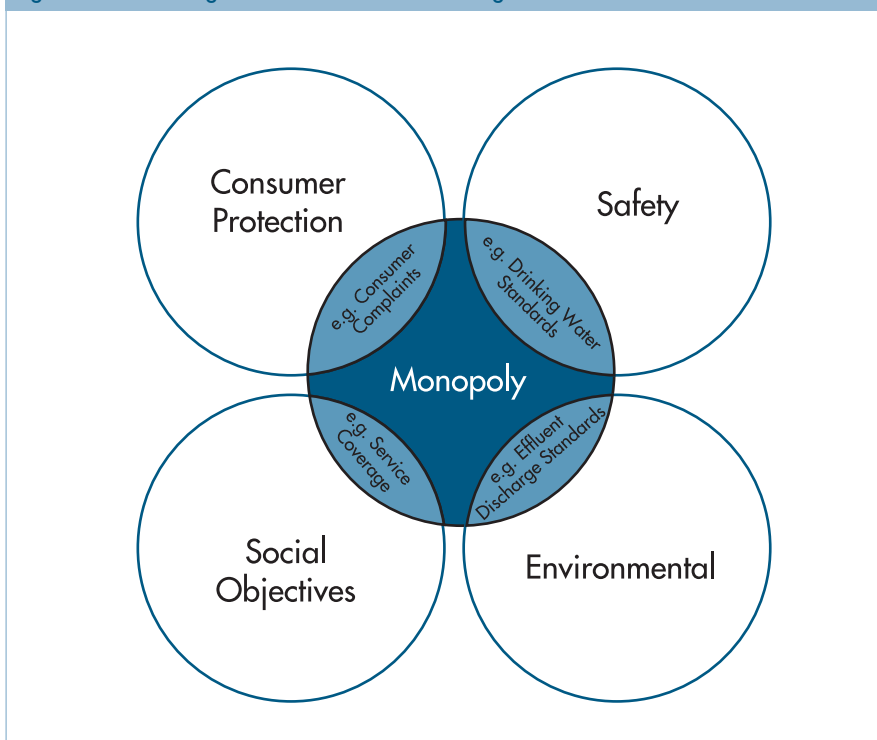 Consumer
Protection
Safety
e.g. Consumer
Complaints
e.g. Drinking Water
Standards
Monopoly
e.g. Service
Coverage
e.g. Effluent
Discharge Standards
Social
Objectives
Environmental